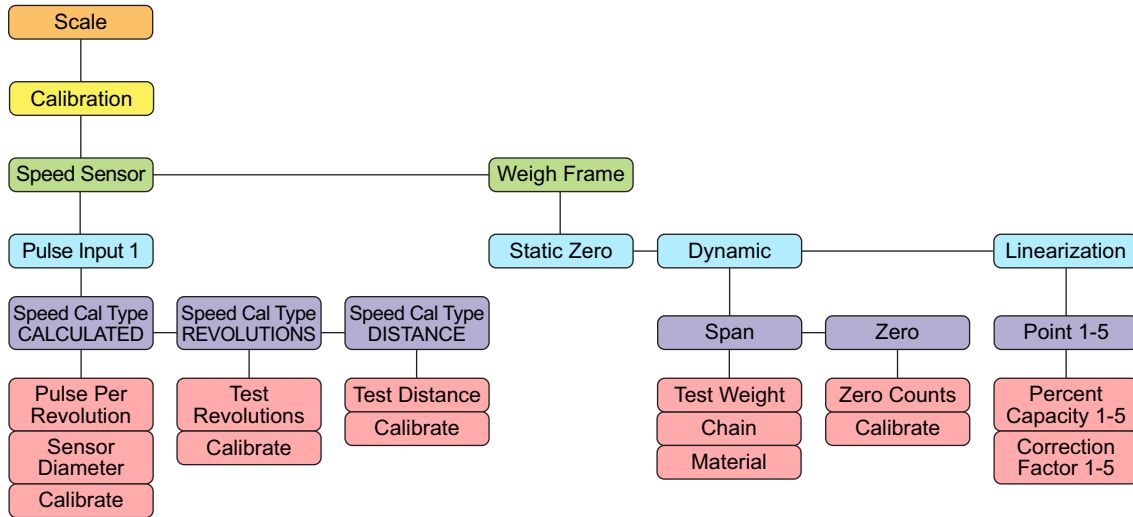 Scale
Calibration
Speed Sensor
Weigh Frame
Pulse Input 1
Static Zero
Dynamic
Linearization
Speed Cal Type
CALCULATED
Speed Cal Type
REVOLUTIONS
Speed Cal Type
DISTANCE
Span
Zero
Point 1-5
Pulse Per
Revolution
Sensor
Diameter
Calibrate
Test
Revolutions
Calibrate
Test Distance
Calibrate
Test Weight
Chain
Material
Zero Counts
Calibrate
Percent
Capacity 1-5
Correction
Factor 1-5